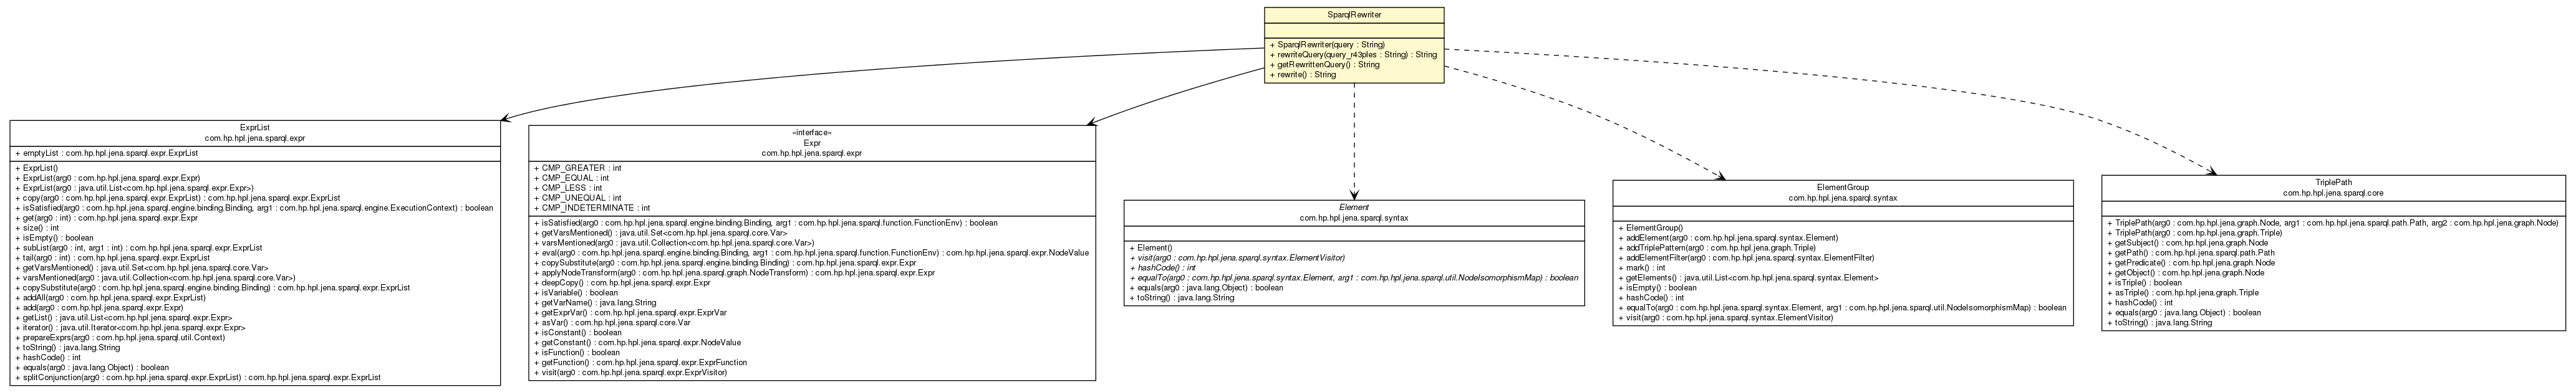 SparqlRewriter
+ SparqlRewriter(query : String)
+ rewriteQuery(query_r43ples : String) : String
+ getRewrittenQuery() : String
+ rewrite() : String
ExprList
com.hp.hpl.jena.sparql.expr
+ emptyList : com.hp.hpl.jena.sparql.expr.ExprList
+ ExprList()
+ ExprList(arg0 : com.hp.hpl.jena.sparql.expr.Expr)
+ ExprList(arg0 : java.util.List<com.hp.hpl.jena.sparql.expr.Expr>)
+ copy(arg0 : com.hp.hpl.jena.sparql.expr.ExprList) : com.hp.hpl.jena.sparql.expr.ExprList
+ isSatisfied(arg0 : com.hp.hpl.jena.sparql.engine.binding.Binding, arg1 : com.hp.hpl.jena.sparql.engine.ExecutionContext) : boolean
+ get(arg0 : int) : com.hp.hpl.jena.sparql.expr.Expr
+ size() : int
+ isEmpty() : boolean
+ subList(arg0 : int, arg1 : int) : com.hp.hpl.jena.sparql.expr.ExprList
+ tail(arg0 : int) : com.hp.hpl.jena.sparql.expr.ExprList
+ getVarsMentioned() : java.util.Set<com.hp.hpl.jena.sparql.core.Var>
+ varsMentioned(arg0 : java.util.Collection<com.hp.hpl.jena.sparql.core.Var>)
+ copySubstitute(arg0 : com.hp.hpl.jena.sparql.engine.binding.Binding) : com.hp.hpl.jena.sparql.expr.ExprList
+ addAll(arg0 : com.hp.hpl.jena.sparql.expr.ExprList)
+ add(arg0 : com.hp.hpl.jena.sparql.expr.Expr)
+ getList() : java.util.List<com.hp.hpl.jena.sparql.expr.Expr>
+ iterator() : java.util.Iterator<com.hp.hpl.jena.sparql.expr.Expr>
+ prepareExprs(arg0 : com.hp.hpl.jena.sparql.util.Context)
+ toString() : java.lang.String
+ hashCode() : int
+ equals(arg0 : java.lang.Object) : boolean
+ splitConjunction(arg0 : com.hp.hpl.jena.sparql.expr.ExprList) : com.hp.hpl.jena.sparql.expr.ExprList
«interface»
Expr
com.hp.hpl.jena.sparql.expr
+ CMP_GREATER : int
+ CMP_EQUAL : int
+ CMP_LESS : int
+ CMP_UNEQUAL : int
+ CMP_INDETERMINATE : int
+ isSatisfied(arg0 : com.hp.hpl.jena.sparql.engine.binding.Binding, arg1 : com.hp.hpl.jena.sparql.function.FunctionEnv) : boolean
+ getVarsMentioned() : java.util.Set<com.hp.hpl.jena.sparql.core.Var>
+ varsMentioned(arg0 : java.util.Collection<com.hp.hpl.jena.sparql.core.Var>)
+ eval(arg0 : com.hp.hpl.jena.sparql.engine.binding.Binding, arg1 : com.hp.hpl.jena.sparql.function.FunctionEnv) : com.hp.hpl.jena.sparql.expr.NodeValue
+ copySubstitute(arg0 : com.hp.hpl.jena.sparql.engine.binding.Binding) : com.hp.hpl.jena.sparql.expr.Expr
+ applyNodeTransform(arg0 : com.hp.hpl.jena.sparql.graph.NodeTransform) : com.hp.hpl.jena.sparql.expr.Expr
+ deepCopy() : com.hp.hpl.jena.sparql.expr.Expr
+ isVariable() : boolean
+ getVarName() : java.lang.String
+ getExprVar() : com.hp.hpl.jena.sparql.expr.ExprVar
+ asVar() : com.hp.hpl.jena.sparql.core.Var
+ isConstant() : boolean
+ getConstant() : com.hp.hpl.jena.sparql.expr.NodeValue
+ isFunction() : boolean
+ getFunction() : com.hp.hpl.jena.sparql.expr.ExprFunction
+ visit(arg0 : com.hp.hpl.jena.sparql.expr.ExprVisitor)
Element
com.hp.hpl.jena.sparql.syntax
+ Element()
+ visit(arg0 : com.hp.hpl.jena.sparql.syntax.ElementVisitor)
+ hashCode() : int
+ equalTo(arg0 : com.hp.hpl.jena.sparql.syntax.Element, arg1 : com.hp.hpl.jena.sparql.util.NodeIsomorphismMap) : boolean
+ equals(arg0 : java.lang.Object) : boolean
+ toString() : java.lang.String
ElementGroup
com.hp.hpl.jena.sparql.syntax
+ ElementGroup()
+ addElement(arg0 : com.hp.hpl.jena.sparql.syntax.Element)
+ addTriplePattern(arg0 : com.hp.hpl.jena.graph.Triple)
+ addElementFilter(arg0 : com.hp.hpl.jena.sparql.syntax.ElementFilter)
+ mark() : int
+ getElements() : java.util.List<com.hp.hpl.jena.sparql.syntax.Element>
+ isEmpty() : boolean
+ hashCode() : int
+ equalTo(arg0 : com.hp.hpl.jena.sparql.syntax.Element, arg1 : com.hp.hpl.jena.sparql.util.NodeIsomorphismMap) : boolean
+ visit(arg0 : com.hp.hpl.jena.sparql.syntax.ElementVisitor)
TriplePath
com.hp.hpl.jena.sparql.core
+ TriplePath(arg0 : com.hp.hpl.jena.graph.Node, arg1 : com.hp.hpl.jena.sparql.path.Path, arg2 : com.hp.hpl.jena.graph.Node)
+ TriplePath(arg0 : com.hp.hpl.jena.graph.Triple)
+ getSubject() : com.hp.hpl.jena.graph.Node
+ getPath() : com.hp.hpl.jena.sparql.path.Path
+ getPredicate() : com.hp.hpl.jena.graph.Node
+ getObject() : com.hp.hpl.jena.graph.Node
+ isTriple() : boolean
+ asTriple() : com.hp.hpl.jena.graph.Triple
+ hashCode() : int
+ equals(arg0 : java.lang.Object) : boolean
+ toString() : java.lang.String